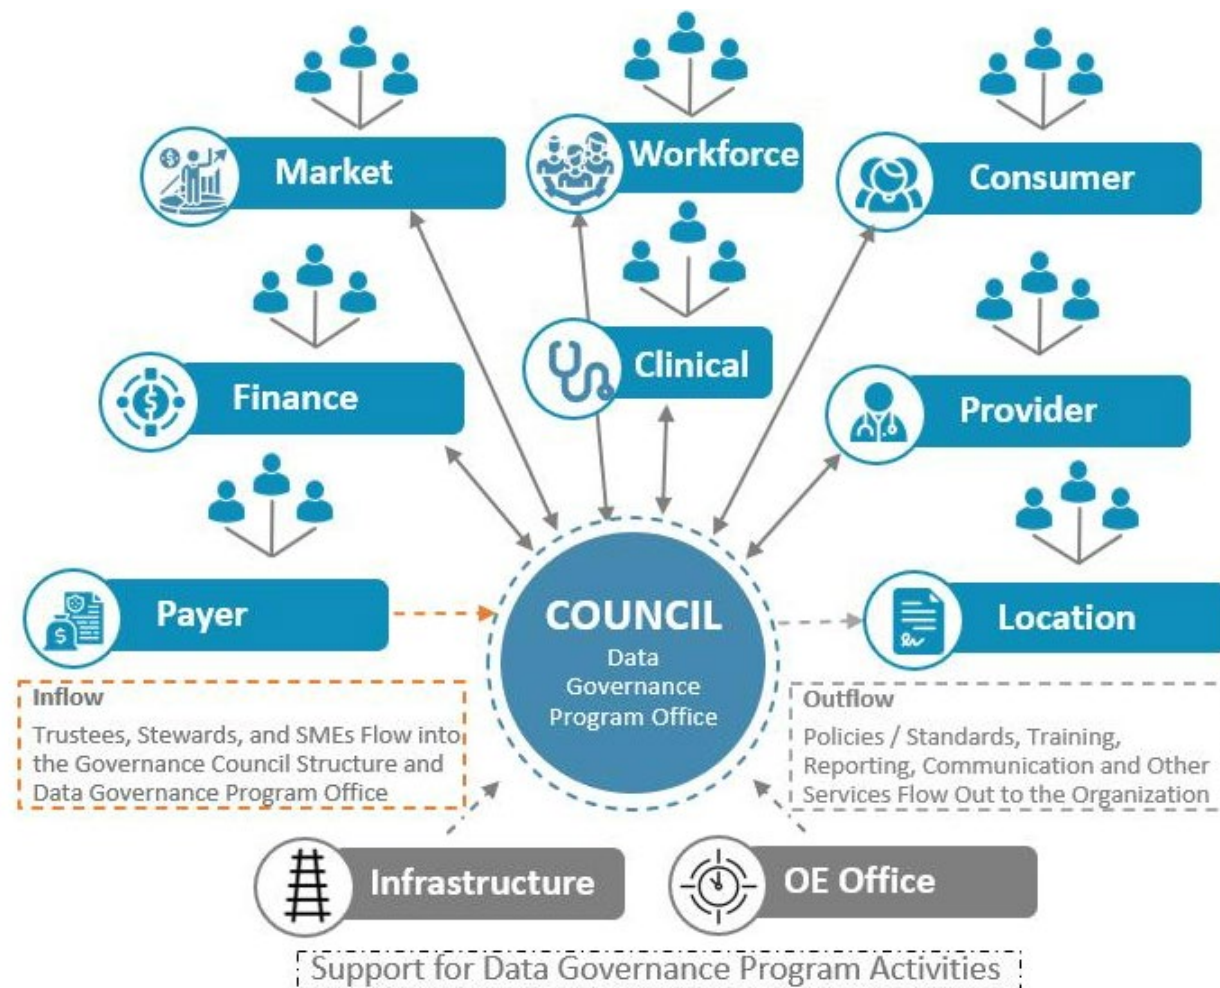 Market
Workforce
Consumer
Finance
Clinical
Provider
Payer
COUNCIL
Data
Governance
Program Office
Location
Inflow
Trustees, Stewards, and SMEs Flow into
the Governance Council Structure and
Data Governance Program Office
Outflow
Policies / Standards, Training,
Reporting, Communication and Other
Services Flow Out to the Organization
Infrastructure
OE Office
Support for Data Governance Program Activities